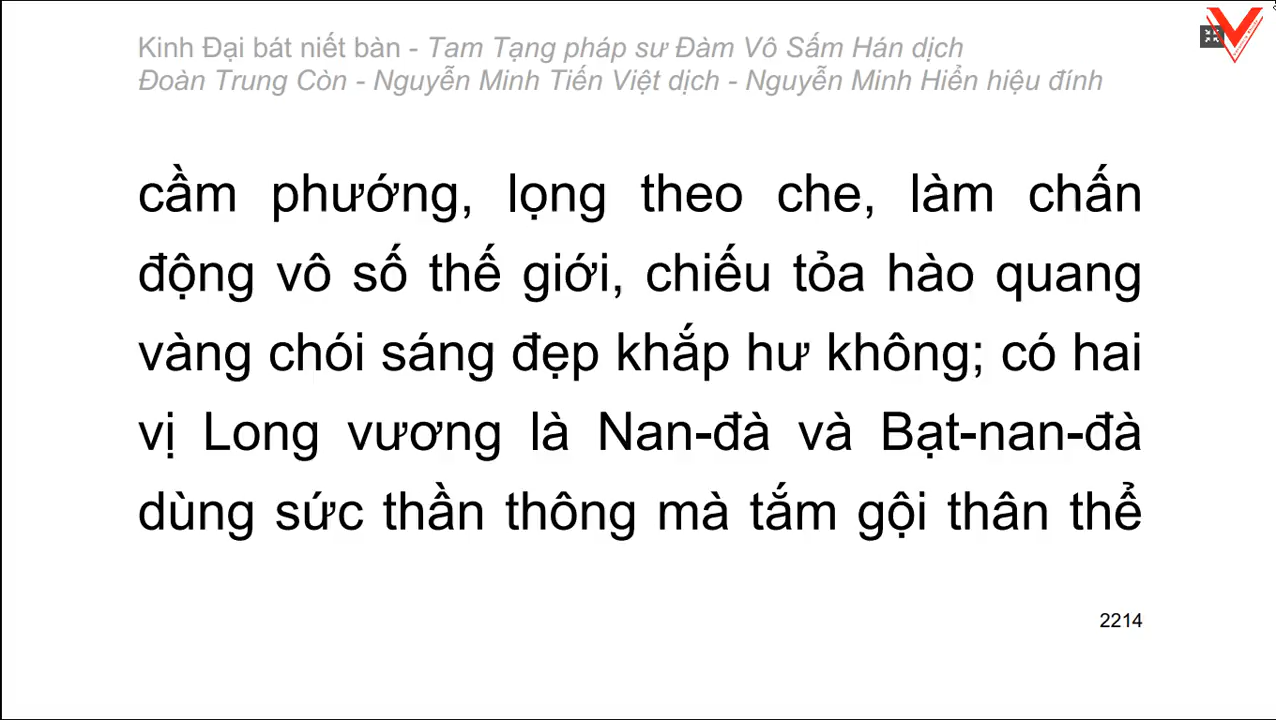 Kinh Đại bát niết bàn - Tam Tạng pháp sư Đàm Vô Sấm Hán dịch
Đoàn Trung Còn - Nguyễn Minh Tiến Việt dịch - Nguyễn Minh Hiển hiệu đính
cầm phướng, lọng theo che, làm chấn
động vô số thế giới, chiếu tỏa hào quang
vàng chói sáng đẹp khắp hư không; có hai
vị Long vương là Nan-đà và Bạt-nan-đà
dùng sức thần thông mà tắm gội thân thể
2214